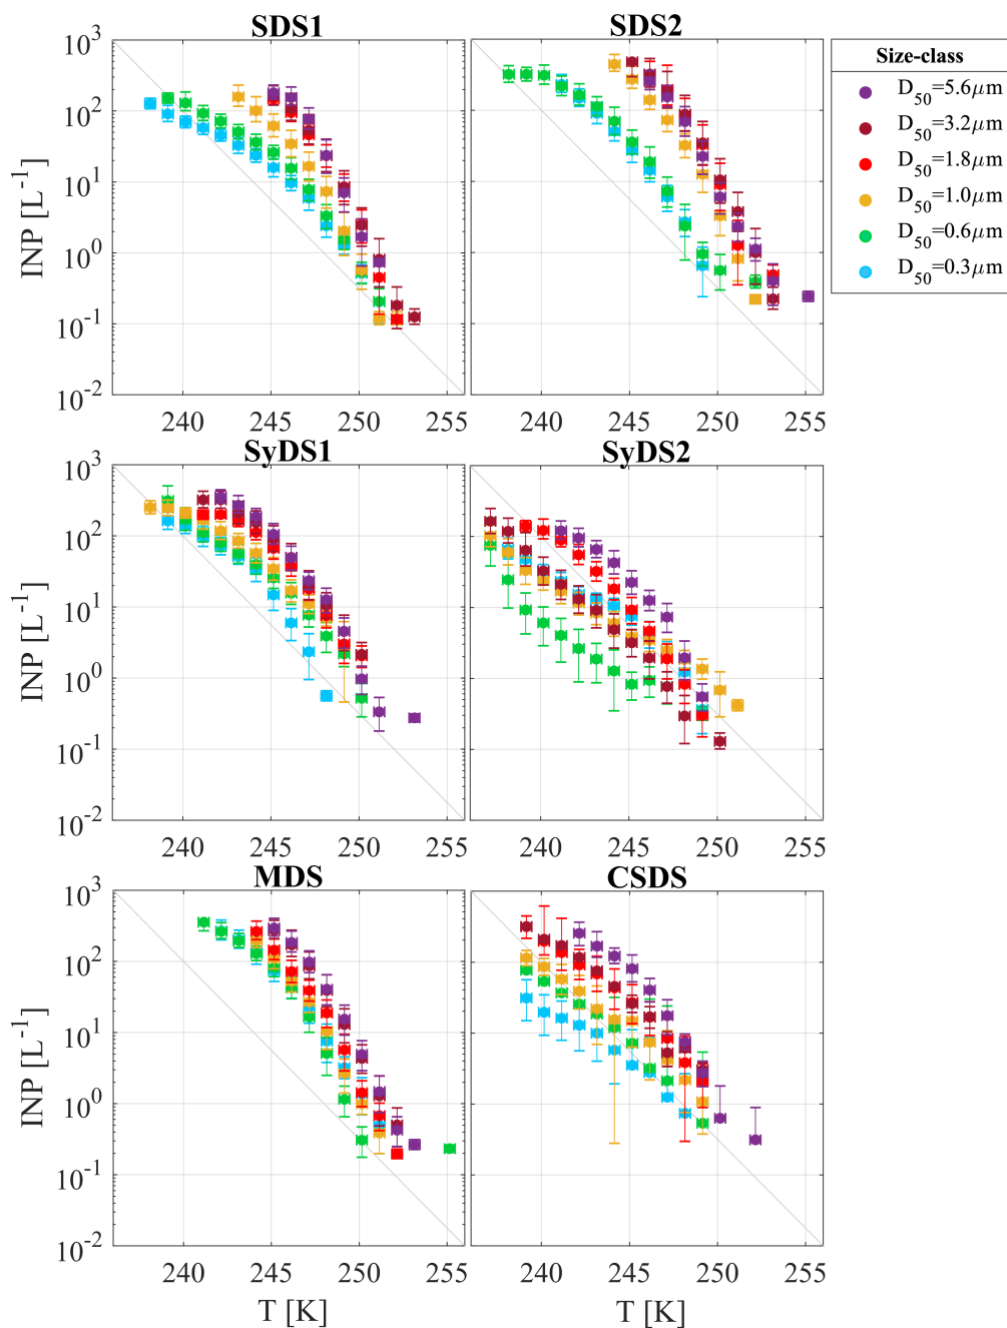 SDS1
SDS2
Size-class
D50=5.6μm
D50=3.2μm
D50=1.8μm
D50=1.0μm
D50=0.6μm
D50=0.3μm
10^3
10^2
10^1
10^0
10^-1
10^-2
INP [L^-1]
240 245 250 255
240 245 250 255
SyDS1
SyDS2
10^3
10^2
10^1
10^0
10^-1
10^-2
INP [L^-1]
240 245 250 255
240 245 250 255
MDS
CSDS
10^3
10^2
10^1
10^0
10^-1
10^-2
INP [L^-1]
240 245 250 255
240 245 250 255
T [K]
T [K]